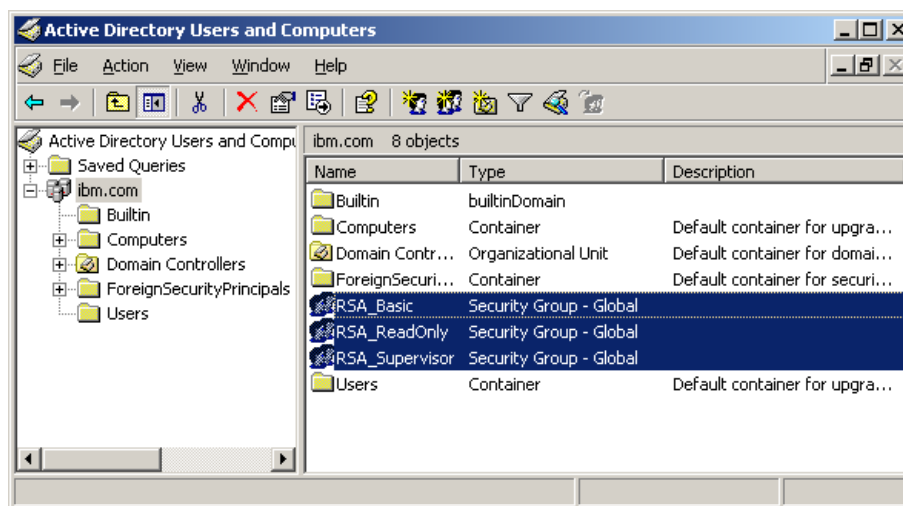 Active Directory Users and Computers
File Action View Window Help
Active Directory Users and Compu
Saved Queries
ibm.com
Builtin
Computers
Domain Controllers
ForeignSecurityPrincipals
Users
ibm.com 8 objects
Name Type Description
Builtin builtinDomain
Computers Container Default container for upgra...
Domain Contr... Organizational Unit Default container for domai...
ForeignSecuri... Container Default container for securi...
RSA_Basic Security Group - Global
RSA_ReadOnly Security Group - Global
RSA_Supervisor Security Group - Global
Users Container Default container for upgra...